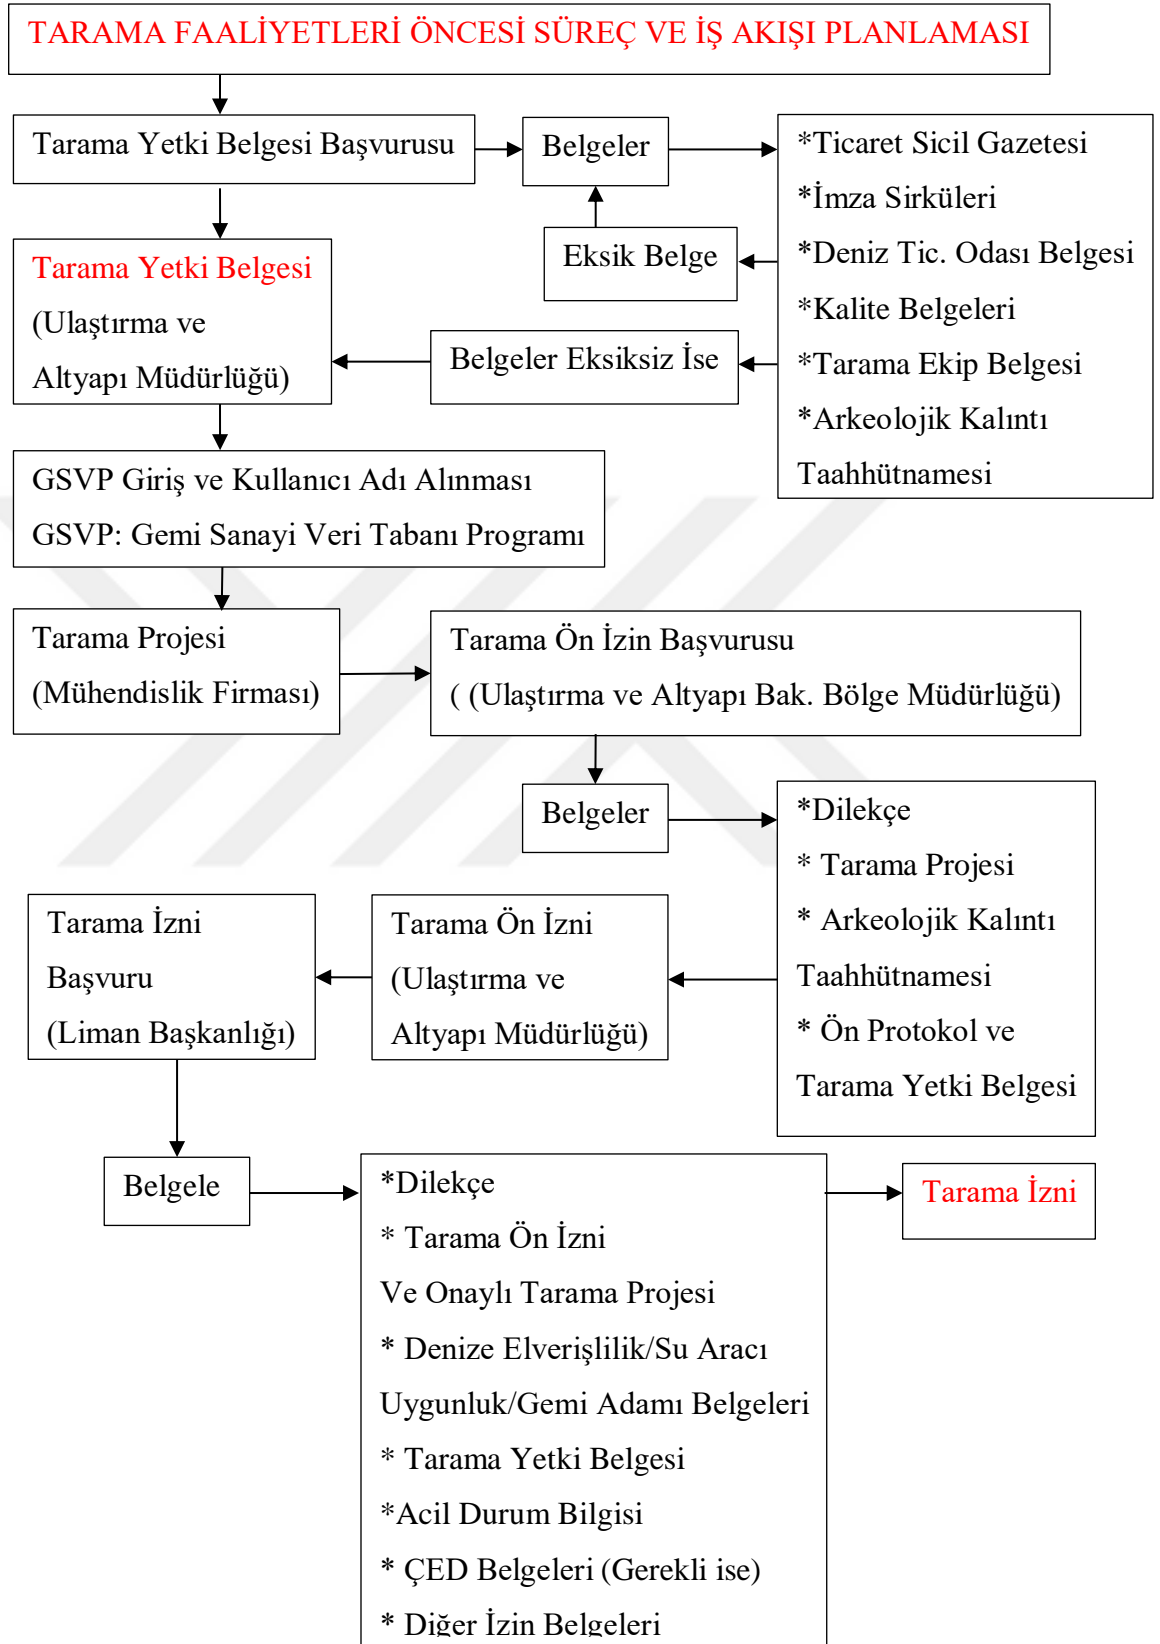 TARAMA FAALİYETLERİ ÖNCESİ SÜREÇ VE İŞ AKIŞI PLANLAMASI
Tarama Yetki Belgesi Başvurusu
Belgeler
*Ticaret Sicil Gazetesi
*İmza Sirküleri
*Deniz Tic. Odası Belgesi
*Kalite Belgeleri
*Tarama Ekip Belgesi
*Arkeolojik Kalıntı
Taahhütnamesi
Eksik Belge
Belgeler Eksiksiz İse
Tarama Yetki Belgesi
(Ulaştırma ve
Altyapı Müdürlüğü)
GSVP Giriş ve Kullanıcı Adı Alınması
GSVP: Gemi Sanayi Veri Tabanı Programı
Tarama Projesi
(Mühendislik Firması)
Tarama Ön İzin Başvurusu
( (Ulaştırma ve Altyapı Bak. Bölge Müdürlüğü)
Belgeler
*Dilekçe
* Tarama Projesi
* Arkeolojik Kalıntı
Taahhütnamesi
* Ön Protokol ve
Tarama Yetki Belgesi
Tarama Ön İzni
(Ulaştırma ve
Altyapı Müdürlüğü)
Tarama İzni
Başvuru
(Liman Başkanlığı)
Belgele
*Dilekçe
* Tarama Ön İzni
Ve Onaylı Tarama Projesi
* Denize Elverişlilik/Su Aracı
Uygunluk/Gemi Adamı Belgeleri
* Tarama Yetki Belgesi
*Acil Durum Bilgisi
* ÇED Belgeleri (Gerekli ise)
* Diğer İzin Belgeleri
Tarama İzni